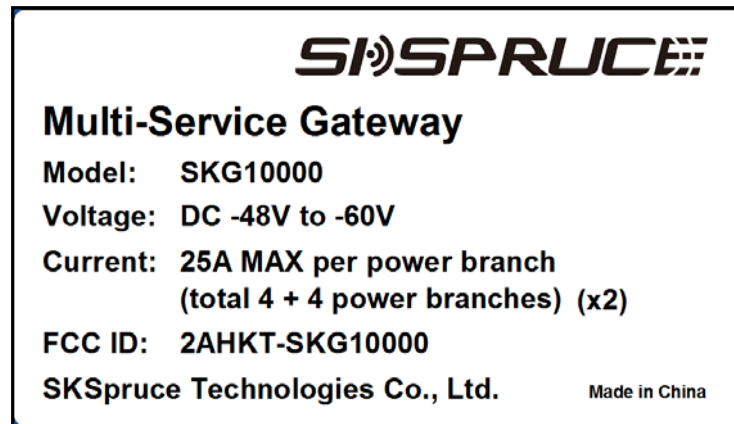 SKSPRUCE
Multi-Service Gateway
Model: SKG10000
Voltage: DC -48V to -60V
Current: 25A MAX per power branch
(total 4 + 4 power branches) (x2)
FCC ID: 2AHKT-SKG10000
SKSpruce Technologies Co., Ltd. Made in China